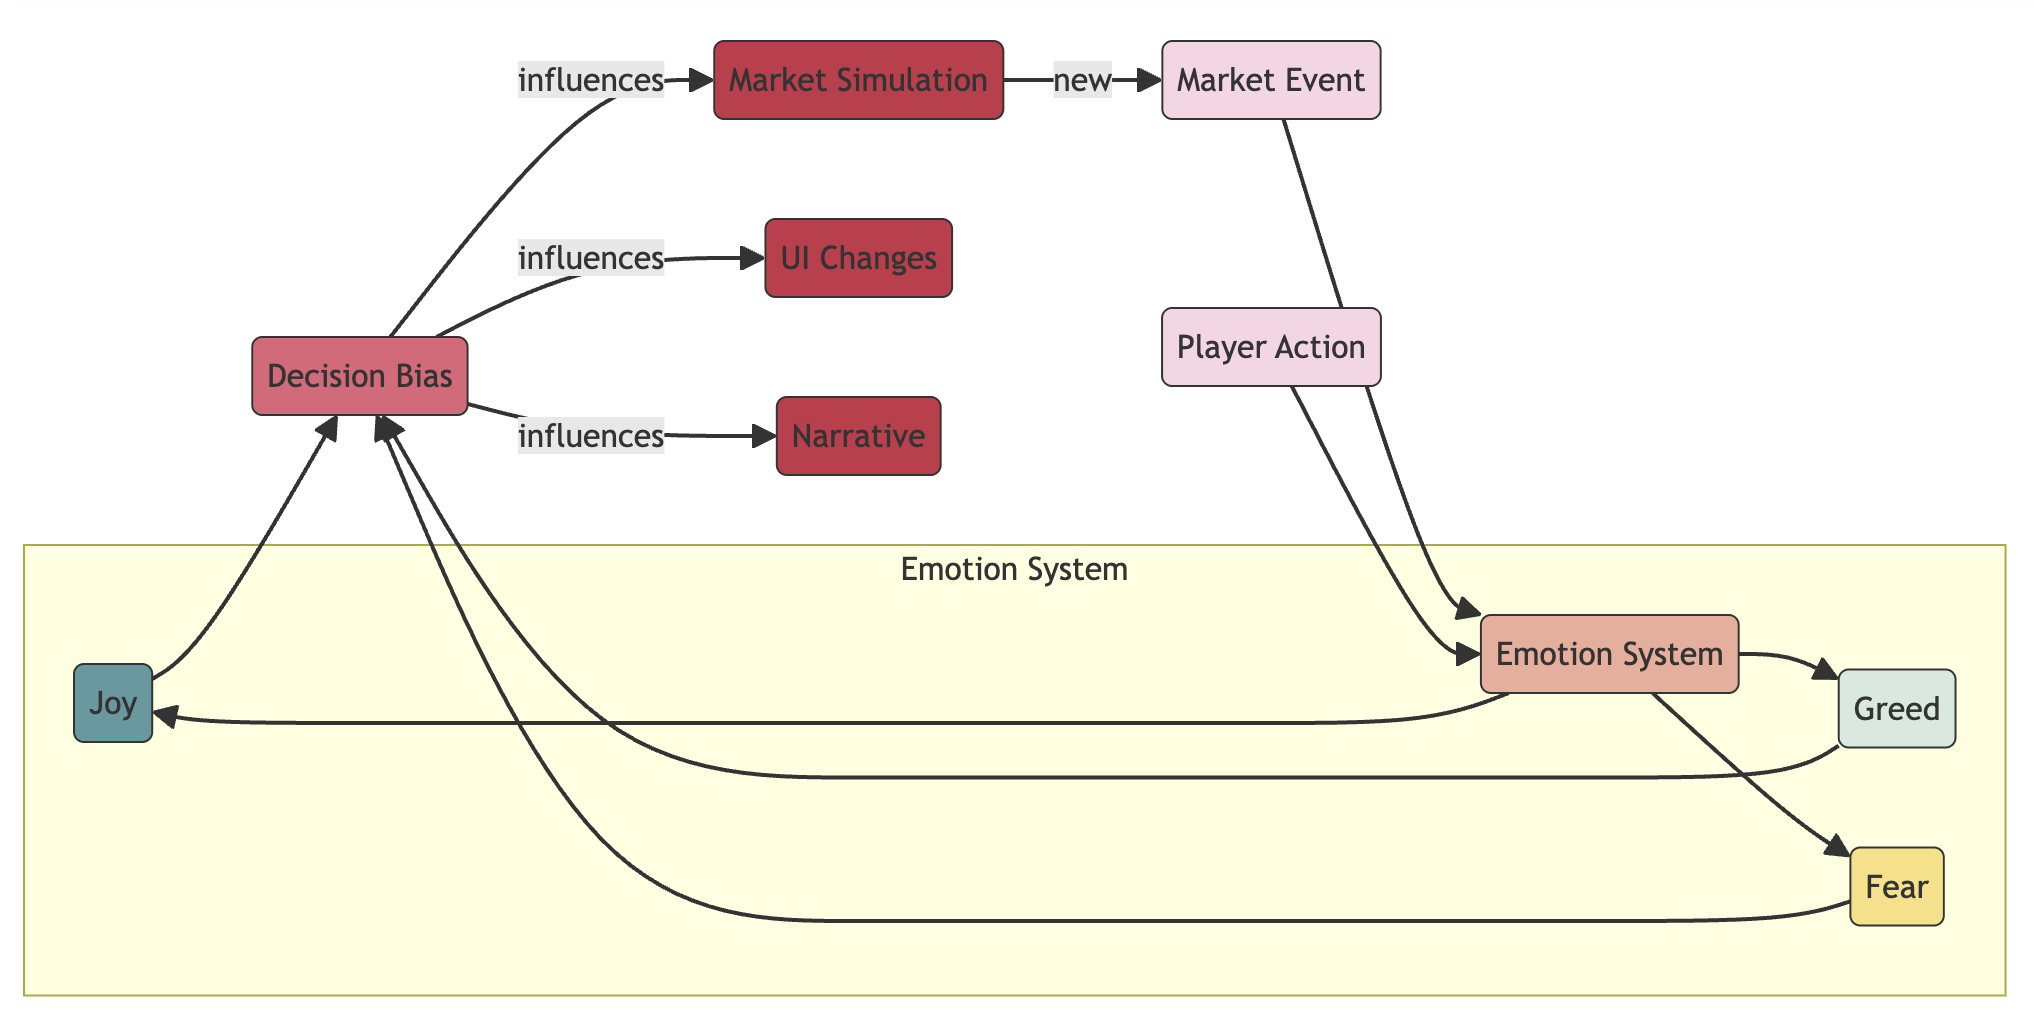 influences
Market Simulation
new
Market Event
influences
UI Changes
Player Action
Decision Bias
influences
Narrative
Emotion System
Emotion System
Joy
Greed
Fear